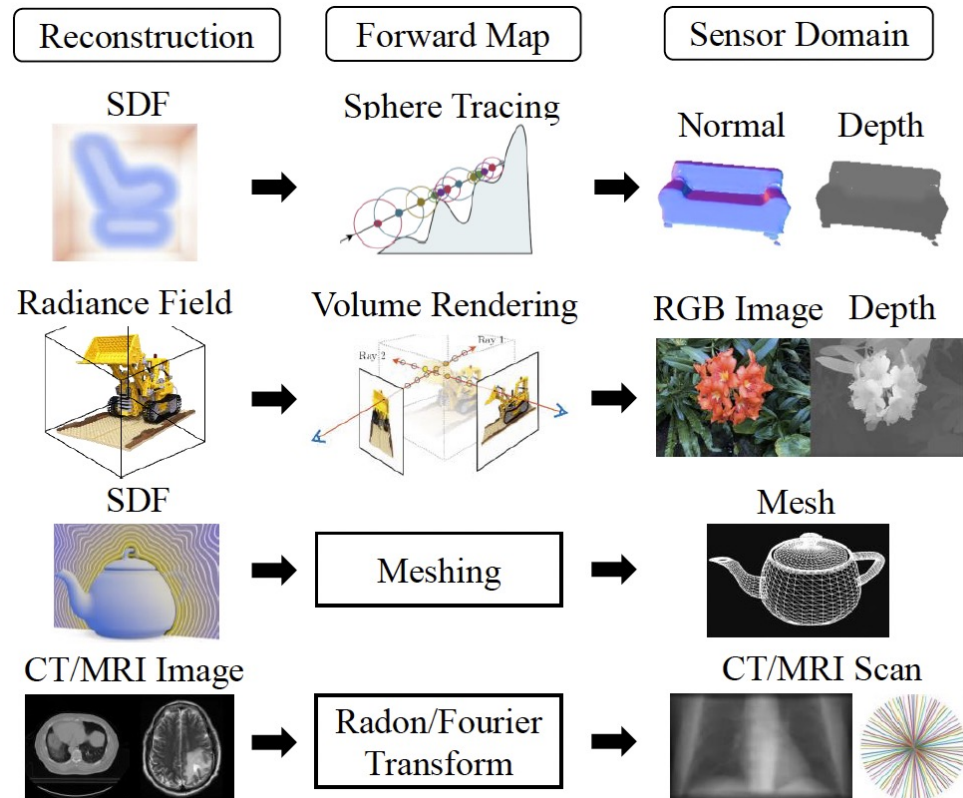 Reconstruction
Forward Map
Sensor Domain
SDF
Sphere Tracing
Normal
Depth
Radiance Field
Volume Rendering
RGB Image
Depth
Ray 1
Ray 2
SDF
Meshing
Mesh
CT/MRI Image
Radon/Fourier
Transform
CT/MRI Scan